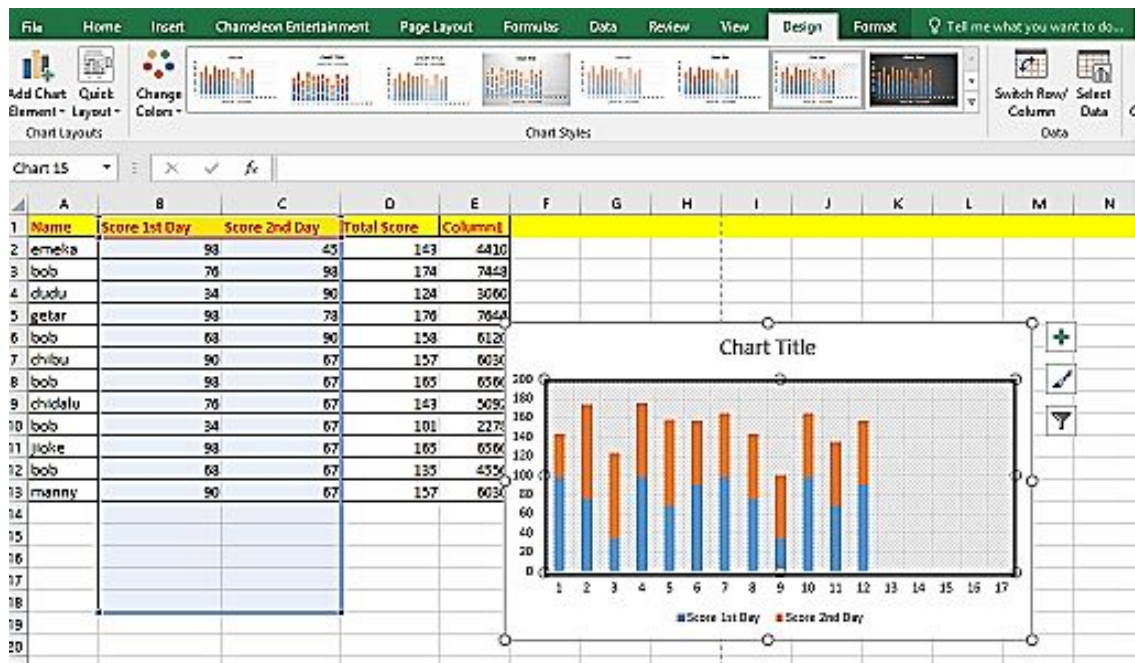 File Home Insert Chameleon Entertainment Page Layout Formulas Data Review View Design Format Tell me what you want to do...
Add Chart Element Quick Layout Change Colors Switch Row/ Column Select Data
Chart Layouts Chart Styles Data
Chart 15 fx
A B C D E F G H I J K L M N
1 Name Score 1st Day Score 2nd Day Total Score Column1
2 emeka 98 45 143 4410
3 bob 76 98 174 7448
4 dudu 34 90 124 3060
5 getar 98 78 176 7644
6 bob 68 90 158 6120
7 chibu 90 67 157
8 bob 98 67 165
9 chidalu 76 67 143
10 bob 34 67 101
11 jioke 98 67 165
12 bob 68 67 135
13 manny 90 67 157
14
15
16
17
18
19
20
Chart Title
200
180
160
140
120
100
80
60
40
20
0
1 2 3 4 5 6 7 8 9 10 11 12 13 14 15 16 17
Score 1st Day Score 2nd Day